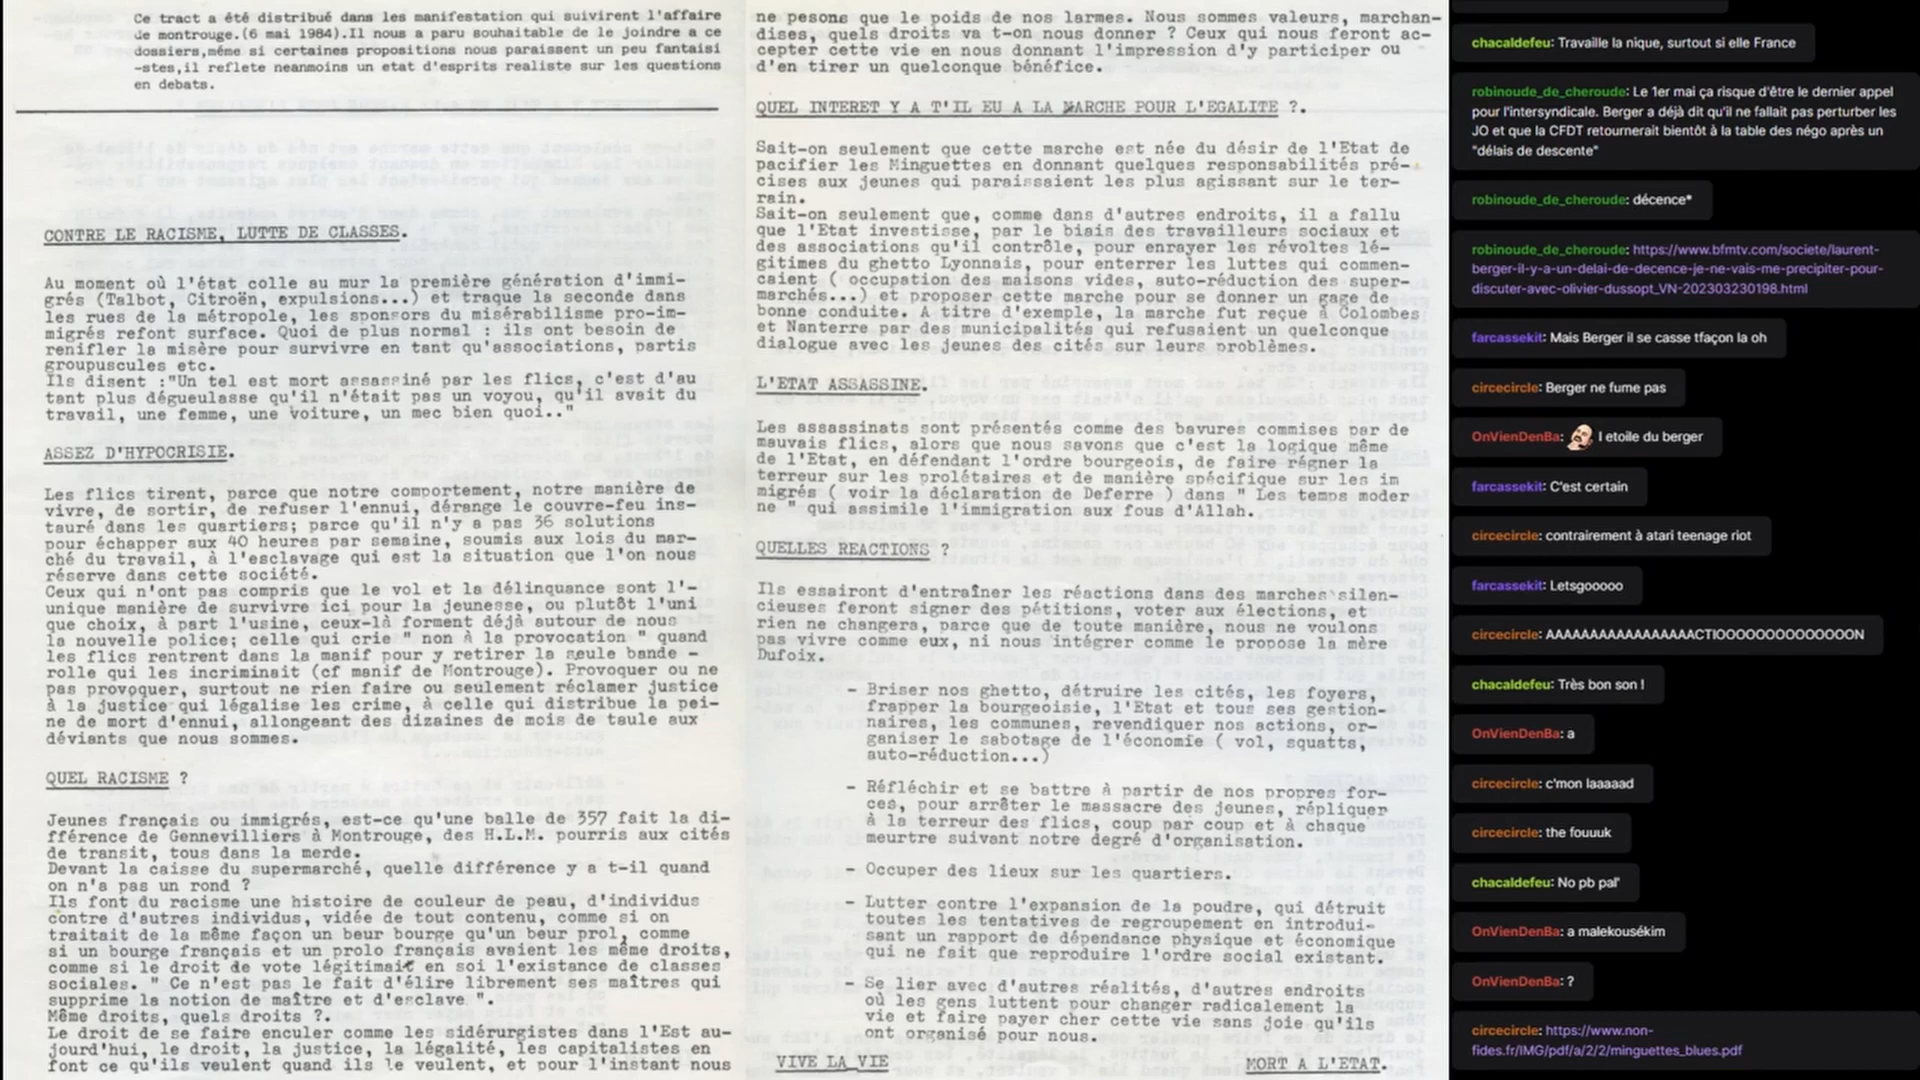 Ce tract a été distribué dans les manifestation qui suivirent l'affaire
de montrouge.(6 mai 1984).Il nous a paru souhaitable de le joindre a ce
dossiers,même si certaines propositions nous paraissent un peu fantaisi
-stes,il reflete neanmoins un etat d'esprits realiste sur les questions
en debats.
CONTRE LE RACISME, LUTTE DE CLASSES.
Au moment où l'état colle au mur la première génération d'immi-
grés (Talbot, Citroën, expulsions...) et traque la seconde dans
les rues de la métropole, les sponsors du misérabilisme pro-im-
migrés refont surface. Quoi de plus normal : ils ont besoin de
renifler la misère pour survivre en tant qu'associations, partis
groupuscules etc.
Ils disent :"Un tel est mort assassiné par les flics, c'est d'au
tant plus dégueulasse qu'il n'était pas un voyou, qu'il avait du
travail, une femme, une voiture, un mec bien quoi.."
ASSEZ D'HYPOCRISIE.
Les flics tirent, parce que notre comportement, notre manière de
vivre, de sortir, de refuser l'ennui, dérange le couvre-feu ins-
tauré dans les quartiers; parce qu'il n'y a pas 36 solutions
pour échapper aux 40 heures par semaine, soumis aux lois du mar-
ché du travail, à l'esclavage qui est la situation que l'on nous
réserve dans cette société.
Ceux qui n'ont pas compris que le vol et la délinquance sont l'-
unique manière de survivre ici pour la jeunesse, ou plutôt l'uni
que choix, à part l'usine, ceux-là forment déjà autour de nous
la nouvelle police; celle qui crie " non à la provocation " quand
les flics rentrent dans la manif pour y retirer la seule bande -
rolle qui les incriminait (cf manif de Montrouge). Provoquer ou ne
pas provoquer, surtout ne rien faire ou seulement réclamer justice
à la justice qui légalise les crime, à celle qui distribue la pei-
ne de mort d'ennui, allongeant des dizaines de mois de taule aux
déviants que nous sommes.
QUEL RACISME ?
Jeunes français ou immigrés, est-ce qu'une balle de 357 fait la di-
fférence de Gennevilliers à Montrouge, des H.L.M. pourris aux cités
de transit, tous dans la merde.
Devant la caisse du supermarché, quelle différence y a t-il quand
on n'a pas un rond ?
Ils font du racisme une histoire de couleur de peau, d'individus
contre d'autres individus, vidée de tout contenu, comme si on
traitait de la même façon un beur bourge qu'un beur prol, comme
si un bourge français et un prolo français avaient les même droits,
comme si le droit de vote légitimait en soi l'existance de classes
sociales. " Ce n'est pas le fait d'élire librement ses maîtres qui
supprime la notion de maître et d'esclave ".
Même droits, quels droits ?.
Le droit de se faire enculer comme les sidérurgistes dans l'Est au-
jourd'hui, le droit, la justice, la légalité, les capitalistes en
font ce qu'ils veulent quand ils le veulent, et pour l'instant nous
ne pesons que le poids de nos larmes. Nous sommes valeurs, marchan-
dises, quels droits va t-on nous donner ? Ceux qui nous feront ac-
cepter cette vie en nous donnant l'impression d'y participer ou
d'en tirer un quelconque bénéfice.
QUEL INTERET Y A T'IL EU A LA MARCHE POUR L'EGALITE ?.
Sait-on seulement que cette marche est née du désir de l'Etat de
pacifier les Minguettes en donnant quelques responsabilités pré-
cises aux jeunes qui paraissaient les plus agissant sur le ter-
rain.
Sait-on seulement que, comme dans d'autres endroits, il a fallu
que l'Etat investisse, par le biais des travailleurs sociaux et
des associations qu'il contrôle, pour enrayer les révoltes lé-
gitimes du ghetto Lyonnais, pour enterrer les luttes qui commen-
caient ( occupation des maisons vides, auto-réduction des super-
marchés...) et proposer cette marche pour se donner un gage de
bonne conduite. A titre d'exemple, la marche fut reçue à Colombes
et Nanterre par des municipalités qui refusaient un quelconque
dialogue avec les jeunes des cités sur leurs problèmes.
L'ETAT ASSASSINE.
Les assassinats sont présentés comme des bavures commises par de
mauvais flics, alors que nous savons que c'est la logique même
de l'Etat, en défendant l'ordre bourgeois, de faire régner la
terreur sur les prolétaires et de manière spécifique sur les im
migrés ( voir la déclaration de Deferre ) dans " Les temps moder
ne " qui assimile l'immigration aux fous d'Allah.
QUELLES REACTIONS ?
Ils essairont d'entraîner les réactions dans des marches silen-
cieuses feront signer des pétitions, voter aux élections, et
rien ne changera, parce que de toute manière, nous ne voulons
pas vivre comme eux, ni nous intégrer comme le propose la mère
Dufoix.
- Briser nos ghetto, détruire les cités, les foyers,
frapper la bourgeoisie, l'Etat et tous ses gestion-
naires, les communes, revendiquer nos actions, or-
ganiser le sabotage de l'économie ( vol, squatts,
auto-réduction...)
- Réfléchir et se battre à partir de nos propres for-
ces, pour arrêter le massacre des jeunes, répliquer
à la terreur des flics, coup par coup et à chaque
meurtre suivant notre degré d'organisation.
- Occuper des lieux sur les quartiers.
- Lutter contre l'expansion de la poudre, qui détruit
toutes les tentatives de regroupement en introdui-
sant un rapport de dépendance physique et économique
qui ne fait que reproduire l'ordre social existant.
- Se lier avec d'autres réalités, d'autres endroits
où les gens luttent pour changer radicalement la
vie et faire payer cher cette vie sans joie qu'ils
ont organisé pour nous.
VIVE LA VIE MORT A L'ETAT.
chacaldefeu: Travaille la nique, surtout si elle France
robinoude_de_cheroude: Le 1er mai ça risque d'être le dernier appel
pour l'intersyndicale. Berger a déjà dit qu'il ne fallait pas perturber les
JO et que la CFDT retournerait bientôt à la table des négo après un
"délais de descente"
robinoude_de_cheroude: décence*
robinoude_de_cheroude: https://www.bfmtv.com/societe/laurent-
berger-il-y-a-un-delai-de-decence-je-ne-vais-me-precipiter-pour-
discuter-avec-olivier-dussopt_VN-202303230198.html
farcassekit: Mais Berger il se casse tfaçon la oh
circecircle: Berger ne fume pas
OnVienDenBa: l etoile du berger
farcassekit: C'est certain
circecircle: contrairement à atari teenage riot
farcassekit: Letsgooooo
circecircle: AAAAAAAAAAAAAAAAACTIOOOOOOOOOOOOOON
chacaldefeu: Très bon son !
OnVienDenBa: a
circecircle: c'mon laaaaad
circecircle: the fouuuk
chacaldefeu: No pb pal'
OnVienDenBa: a malekousékim
OnVienDenBa: ?
circecircle: https://www.non-
fides.fr/IMG/pdf/a/2/2/minguettes_blues.pdf